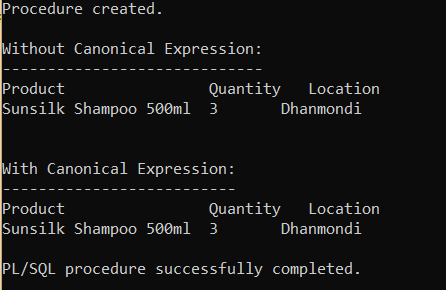 Procedure created.
Without Canonical Expression:
-----------------------------
Product                  Quantity   Location
Sunsilk Shampoo 500ml  3        Dhanmondi
With Canonical Expression:
--------------------------
Product                  Quantity   Location
Sunsilk Shampoo 500ml  3        Dhanmondi
PL/SQL procedure successfully completed.